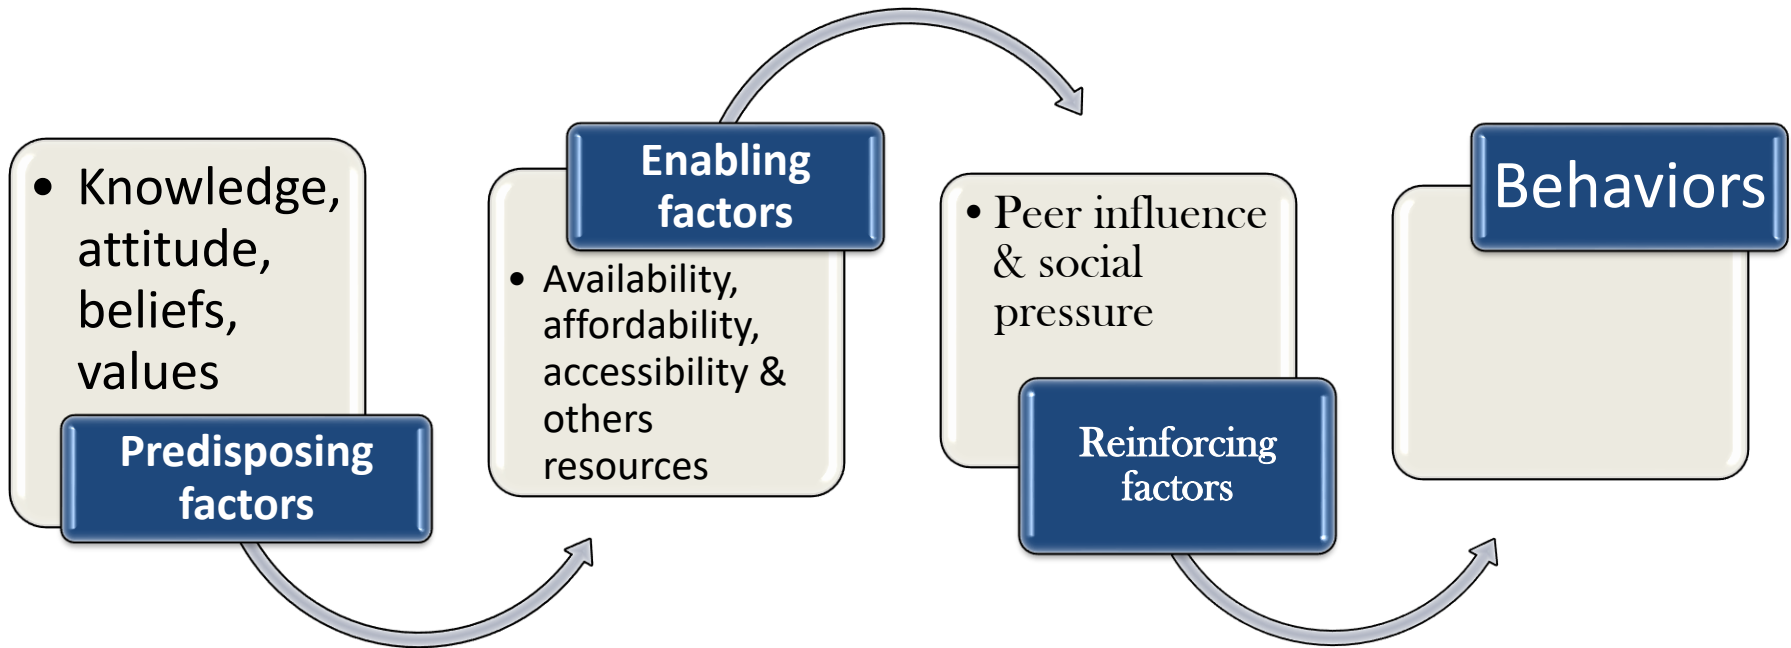 • Knowledge,
attitude,
beliefs,
values
Predisposing
factors
Enabling
factors
• Availability,
affordability,
accessibility &
others
resources
• Peer influence
& social
pressure
Reinforcing
factors
Behaviors